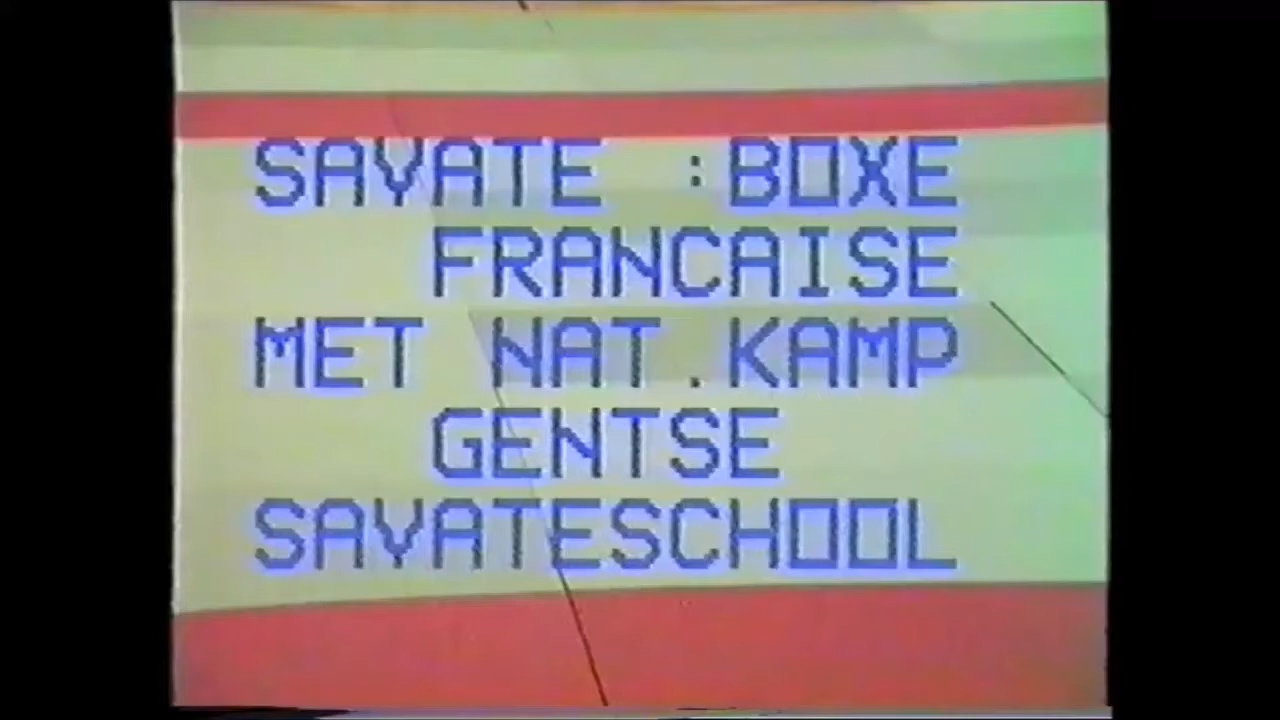 SAVATE :BOXE
FRANCAISE
MET NAT.KAMP
GENTSE
SAVATESCHOOL